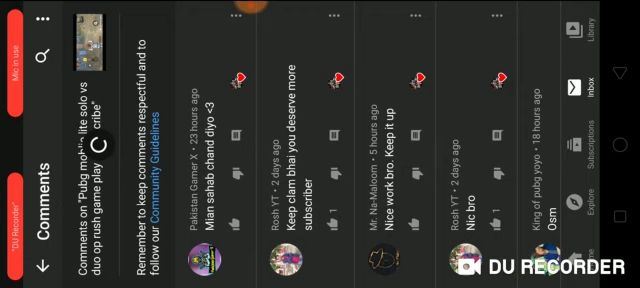 "DU Recorder"
Mic in use
Comments
Comments on "Pubg mobile lite solo vs
duo op rush game play
cribe"
Remember to keep comments respectful and to
follow our Community Guidelines
Pakistan Gamer X • 23 hours ago
Mian sahab chand diyo <3
Rosh YT • 2 days ago
Keep clam bhai you deserve more
subscriber
1
Mr. Na-Maloom • 5 hours ago
Nice work bro. Keep it up
Rosh YT • 2 days ago
Nic bro
1
King of pubg yoyo • 18 hours ago
Osm
Explore
Subscriptions
Inbox
Library
DU RECORDER